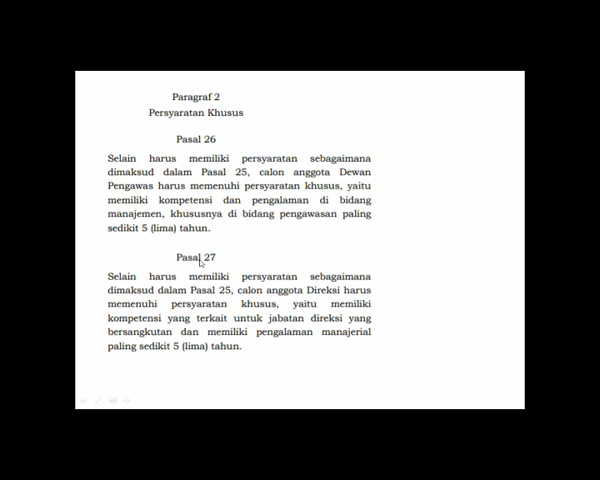 Paragraf 2
Persyaratan Khusus
Pasal 26
Selain harus memiliki persyaratan sebagaimana
dimaksud dalam Pasal 25, calon anggota Dewan
Pengawas harus memenuhi persyaratan khusus, yaitu
memiliki kompetensi dan pengalaman di bidang
manajemen, khususnya di bidang pengawasan paling
sedikit 5 (lima) tahun.
Pasal 27
Selain harus memiliki persyaratan sebagaimana
dimaksud dalam Pasal 25, calon anggota Direksi harus
memenuhi persyaratan khusus, yaitu memiliki
kompetensi yang terkait untuk jabatan direksi yang
bersangkutan dan memiliki pengalaman manajerial
paling sedikit 5 (lima) tahun.